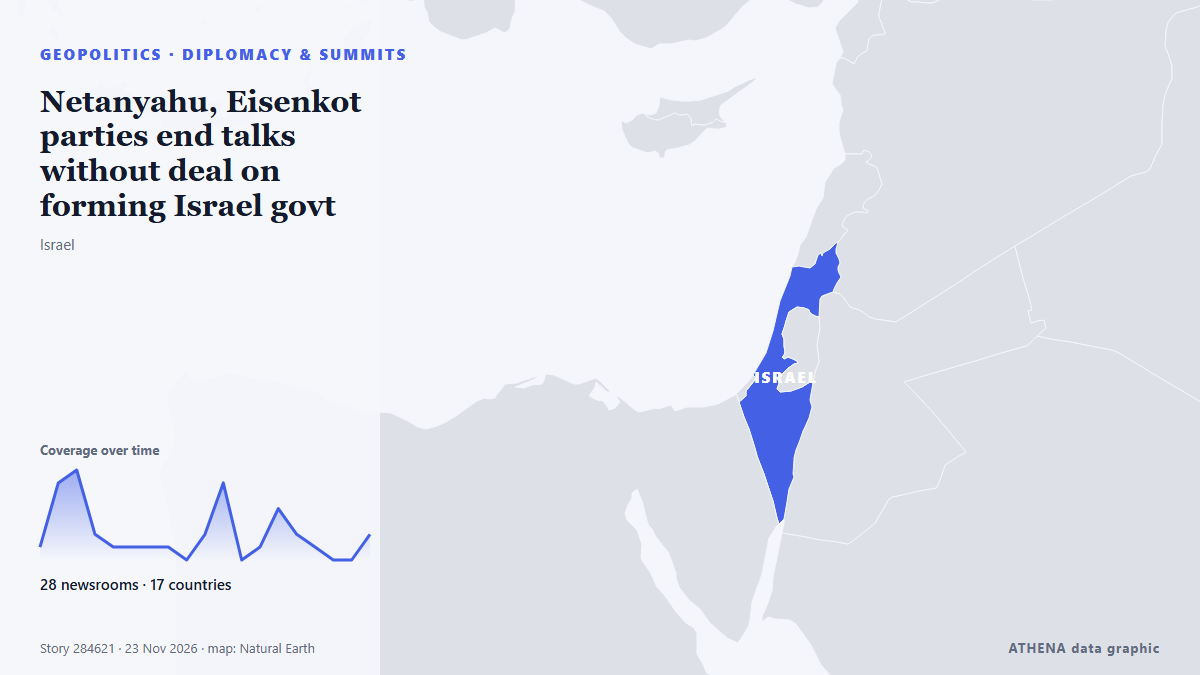 GEOPOLITICS · DIPLOMACY & SUMMITS
Netanyahu, Eisenkot
parties end talks
without deal on
forming Israel govt
Israel
ISRAEL
Coverage over time
28 newsrooms · 17 countries
Story 284621 · 23 Nov 2026 · map: Natural Earth
ATHENA data graphic